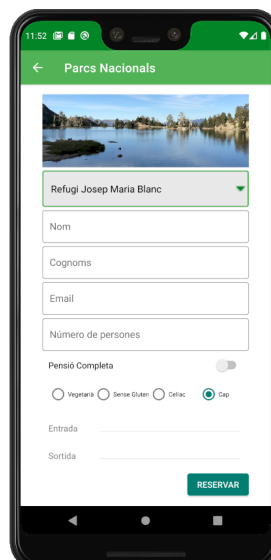 11:52
Parcs Nacionals
Refugi Josep Maria Blanc
Nom
Cognoms
Email
Número de persones
Pensió Completa
Vegetarià Sense Gluten Celíac Cap
Entrada
Sortida
RESERVAR